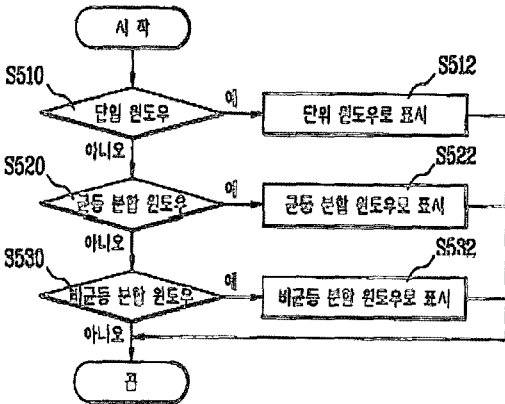 시 작
S510
S512
단일 윈도우
예
단위 윈도우로 표시
아니오
S520
S522
균등 분할 윈도우
예
균등 분할 윈도우로 표시
아니오
S530
S532
비균등 분할 윈도우
예
비균등 분할 윈도우로 표시
아니오
끝